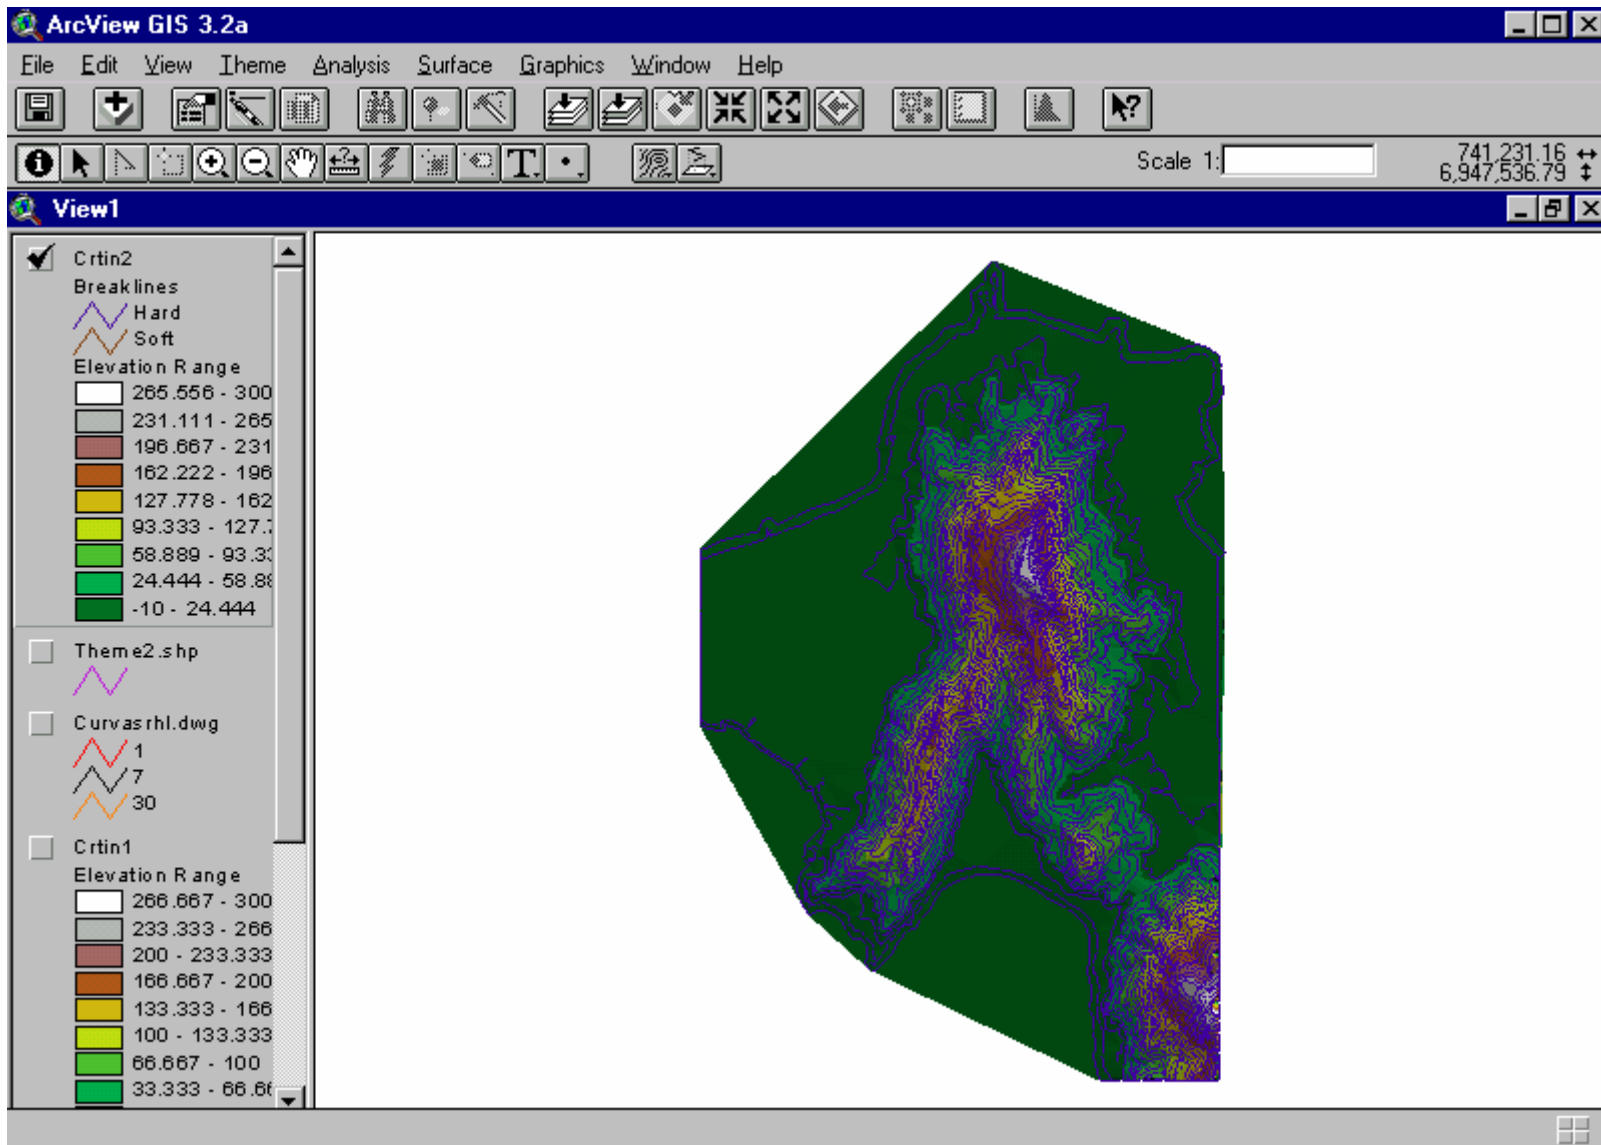 ArcView GIS 3.2a
File Edit View Theme Analysis Surface Graphics Window Help
Scale 1:
741,231.16
6,947,536.79
View1
Crtin2
Breaklines
Hard
Soft
Elevation Range
265.556 - 300
231.111 - 265
196.667 - 231
162.222 - 196
127.778 - 162
93.333 - 127.
58.889 - 93.3
24.444 - 58.8
-10 - 24.444
Theme2.shp
Curvasrhl.dwg
1
7
30
Crtin1
Elevation Range
266.667 - 300
233.333 - 266
200 - 233.333
166.667 - 200
133.333 - 166
100 - 133.333
66.667 - 100
33.333 - 66.6